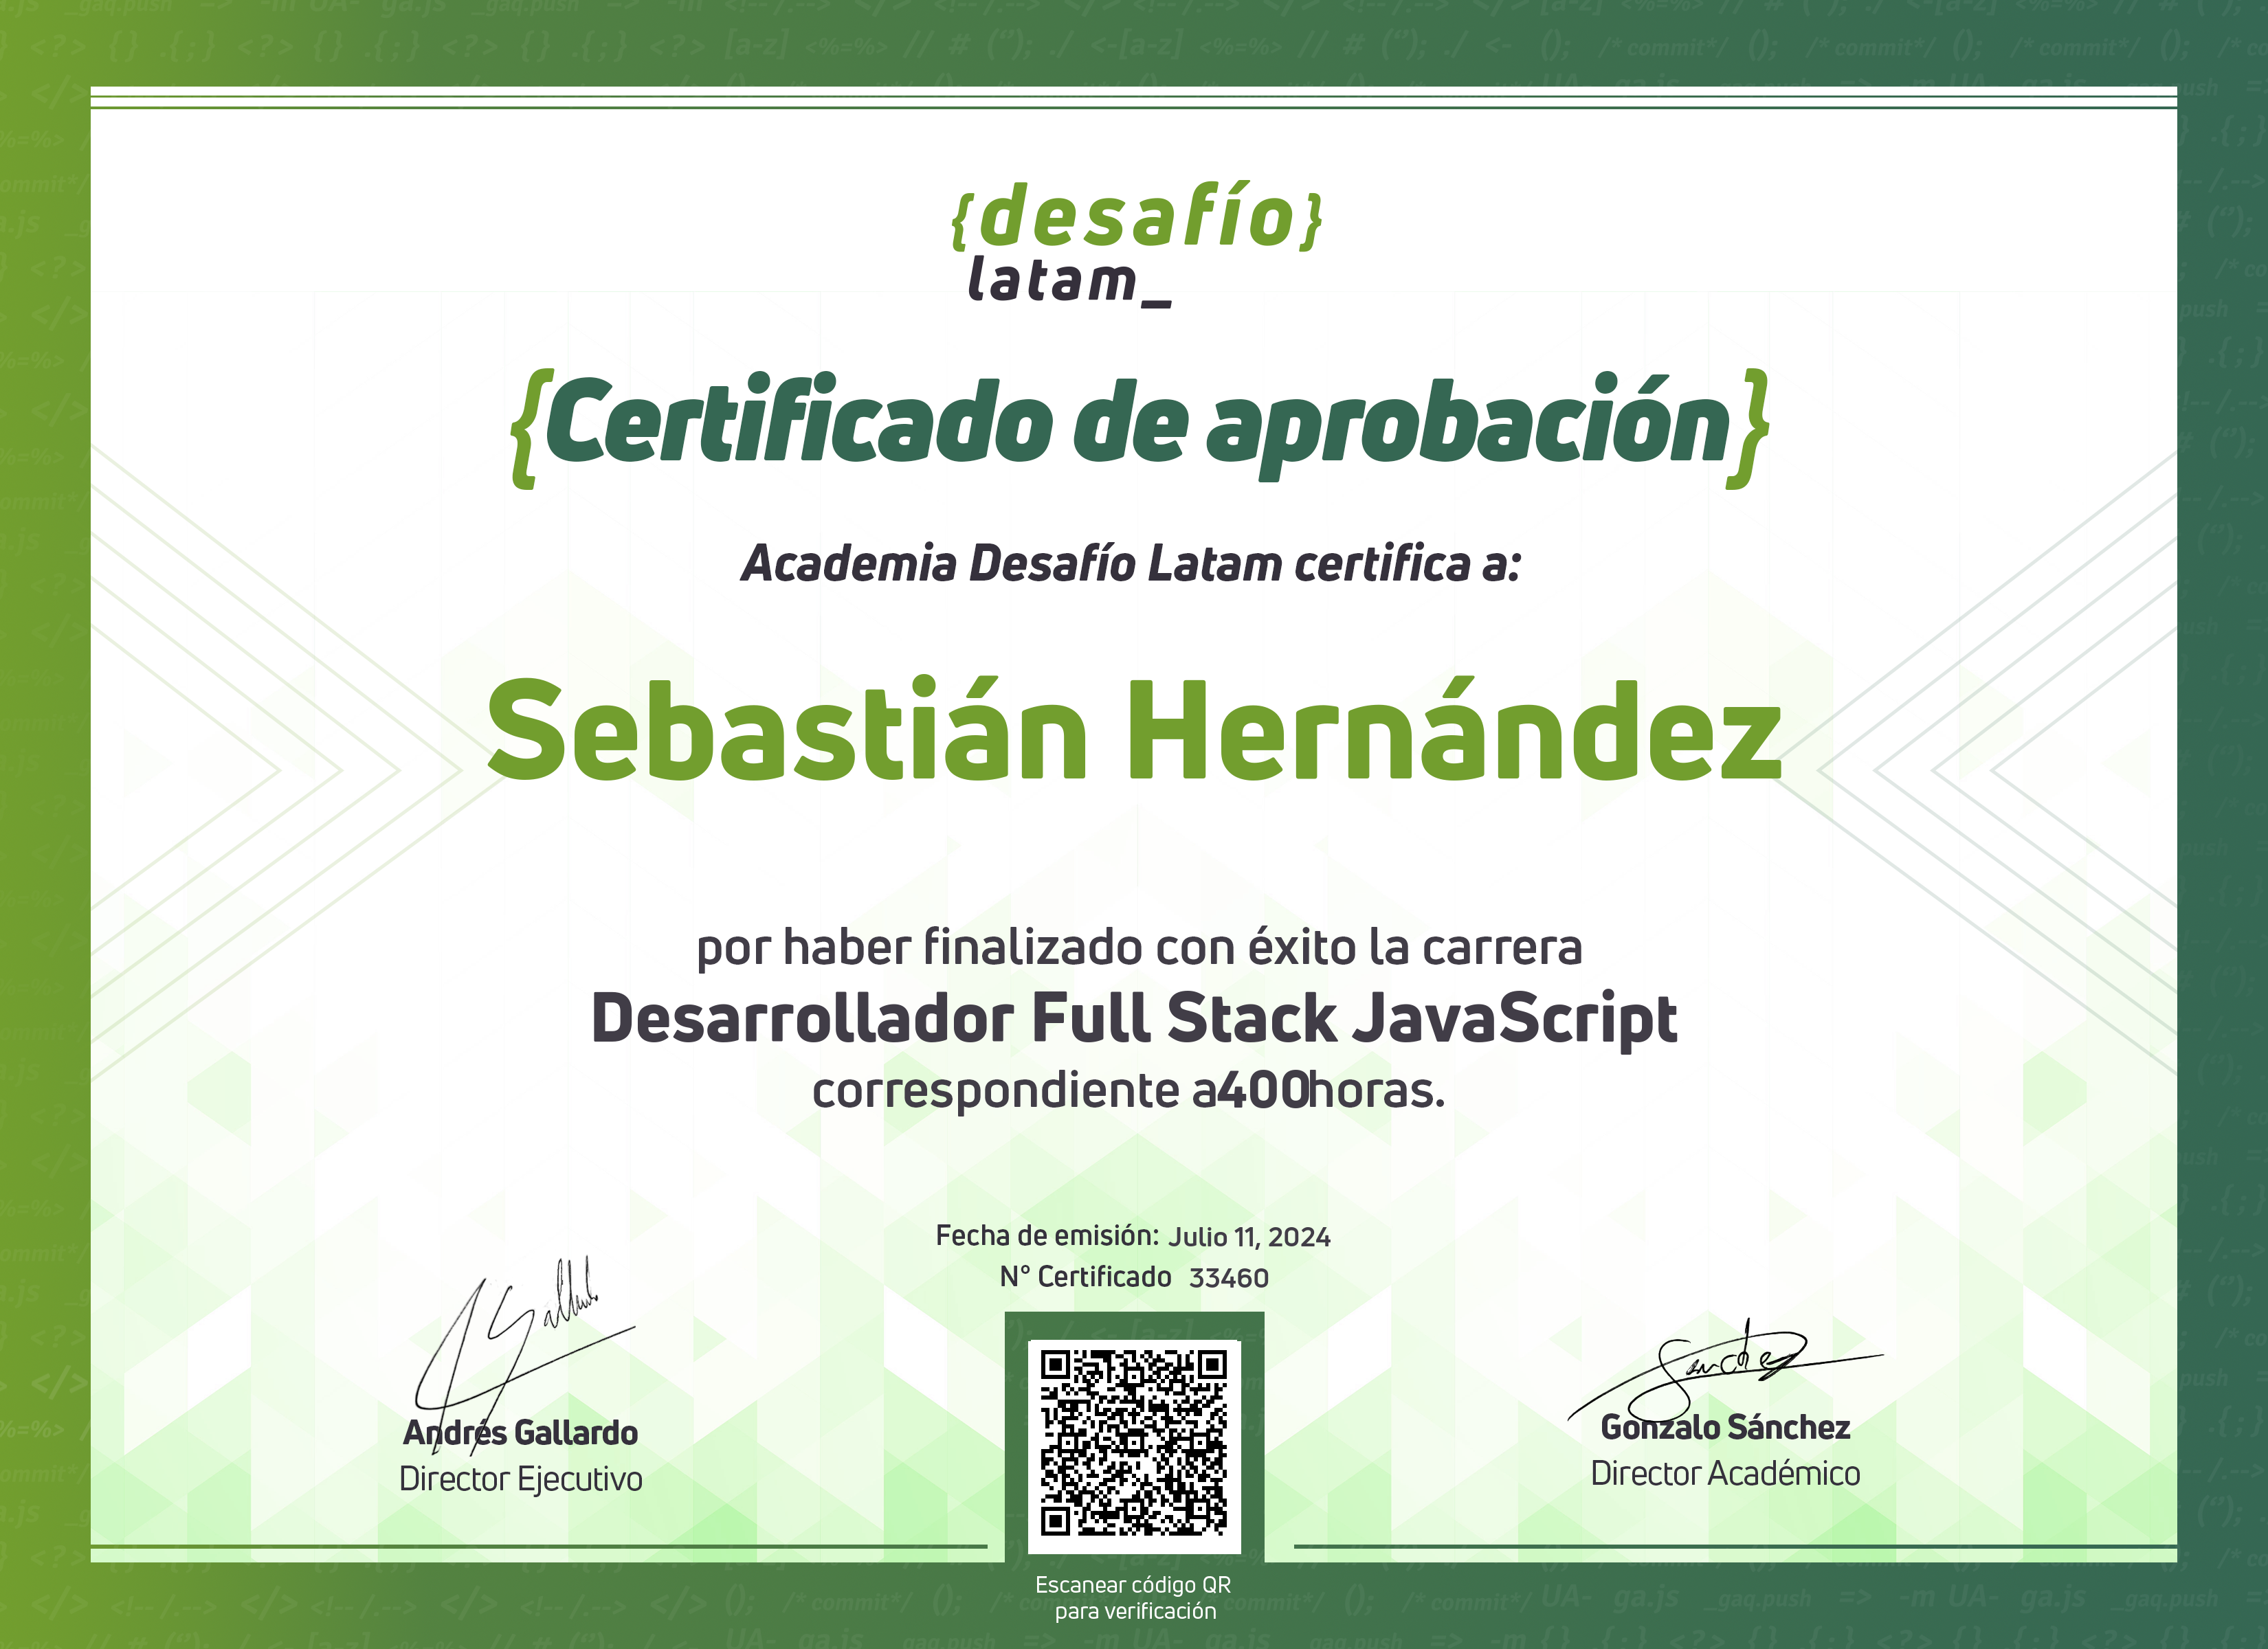 {desafío}
latam_
{Certificado de aprobación}
Academia Desafío Latam certifica a:
Sebastián Hernández
por haber finalizado con éxito la carrera
Desarrollador Full Stack JavaScript
correspondiente a400horas.
Fecha de emisión: Julio 11, 2024
N° Certificado 33460
Andrés Gallardo
Director Ejecutivo
Gonzalo Sánchez
Director Académico
Escanear código QR
para verificación